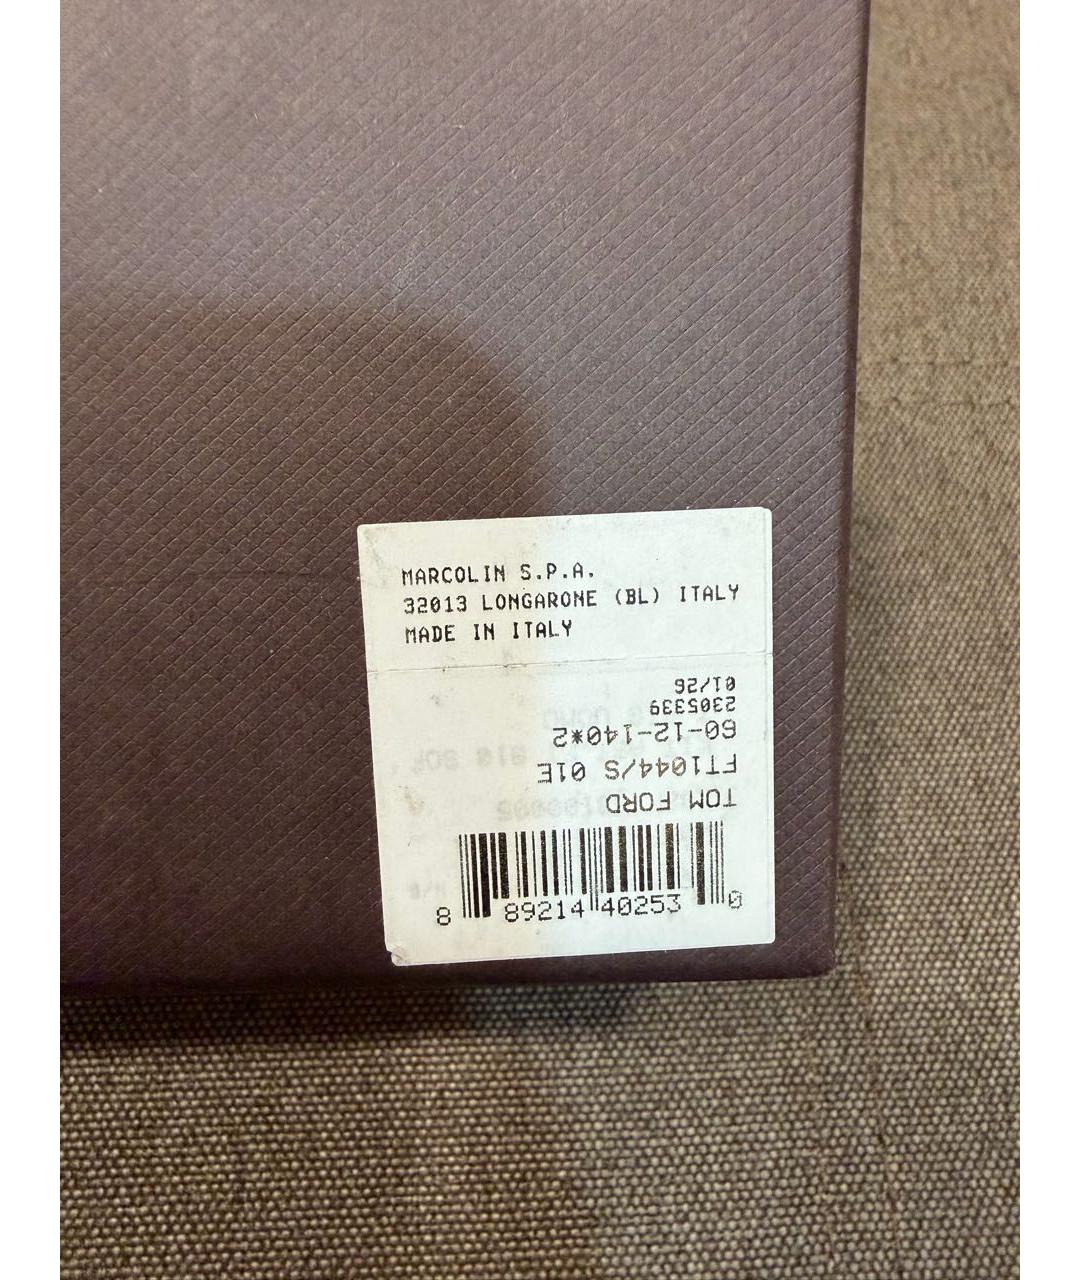 MARCOLIN S.P.A.
32013 LONGARONE (BL) ITALY
MADE IN ITALY
TOM FORD
FT1044/S 01E
60-12-140*2
2305339
01/26
8 89214 40253 0